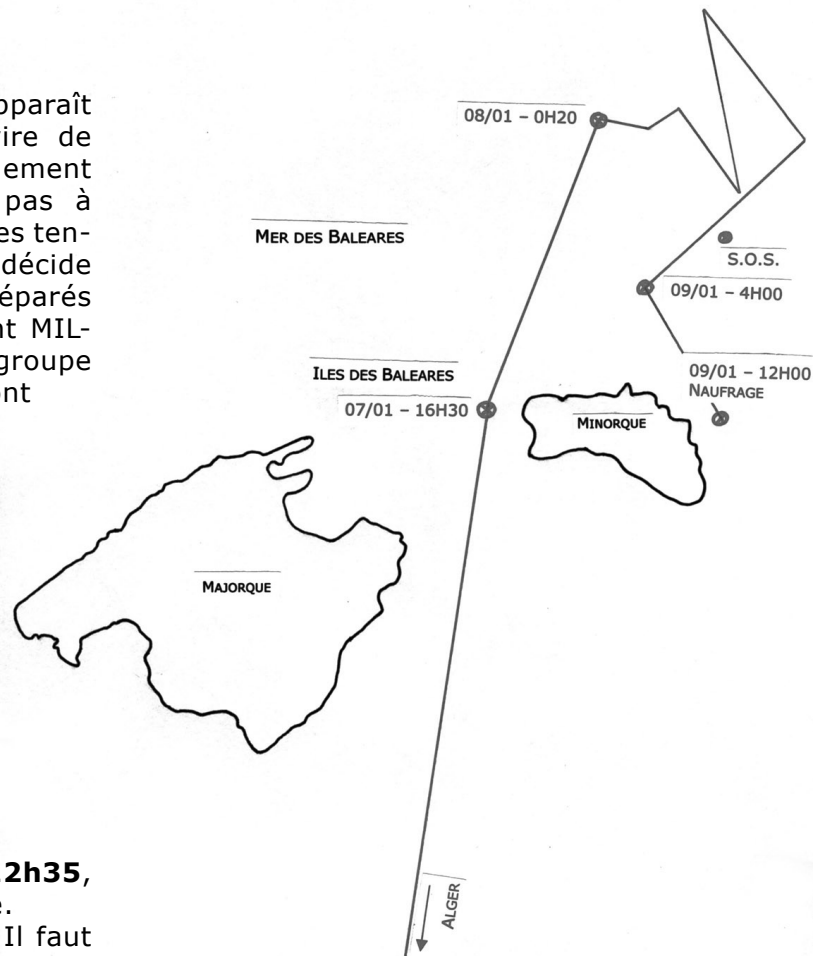 pparaît
ire de
ement
pas à
es ten-
décide
éparés
nt MIL-
groupe
ont
08/01 – 0H20
MER DES BALEARES
S.O.S.
09/01 – 4H00
ILES DES BALEARES
07/01 – 16H30
09/01 – 12H00
NAUFRAGE
MINORQUE
MAJORQUE
2h35,
e.
Il faut
ALGER